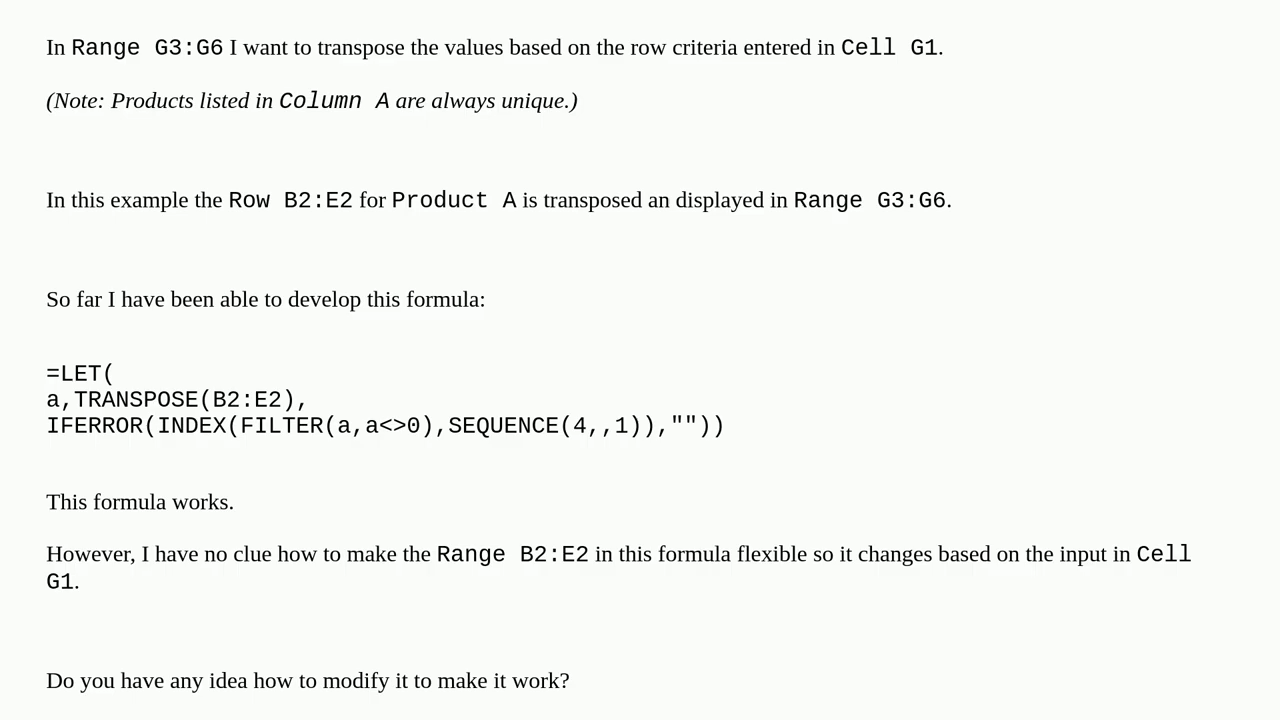 In Range G3:G6 I want to transpose the values based on the row criteria entered in Cell G1.
(Note: Products listed in Column A are always unique.)
In this example the Row B2:E2 for Product A is transposed an displayed in Range G3:G6.
So far I have been able to develop this formula:
=LET(
a,TRANSPOSE(B2:E2),
IFERROR(INDEX(FILTER(a,a<>0),SEQUENCE(4,,1)),""))
This formula works.
However, I have no clue how to make the Range B2:E2 in this formula flexible so it changes based on the input in Cell
G1.
Do you have any idea how to modify it to make it work?